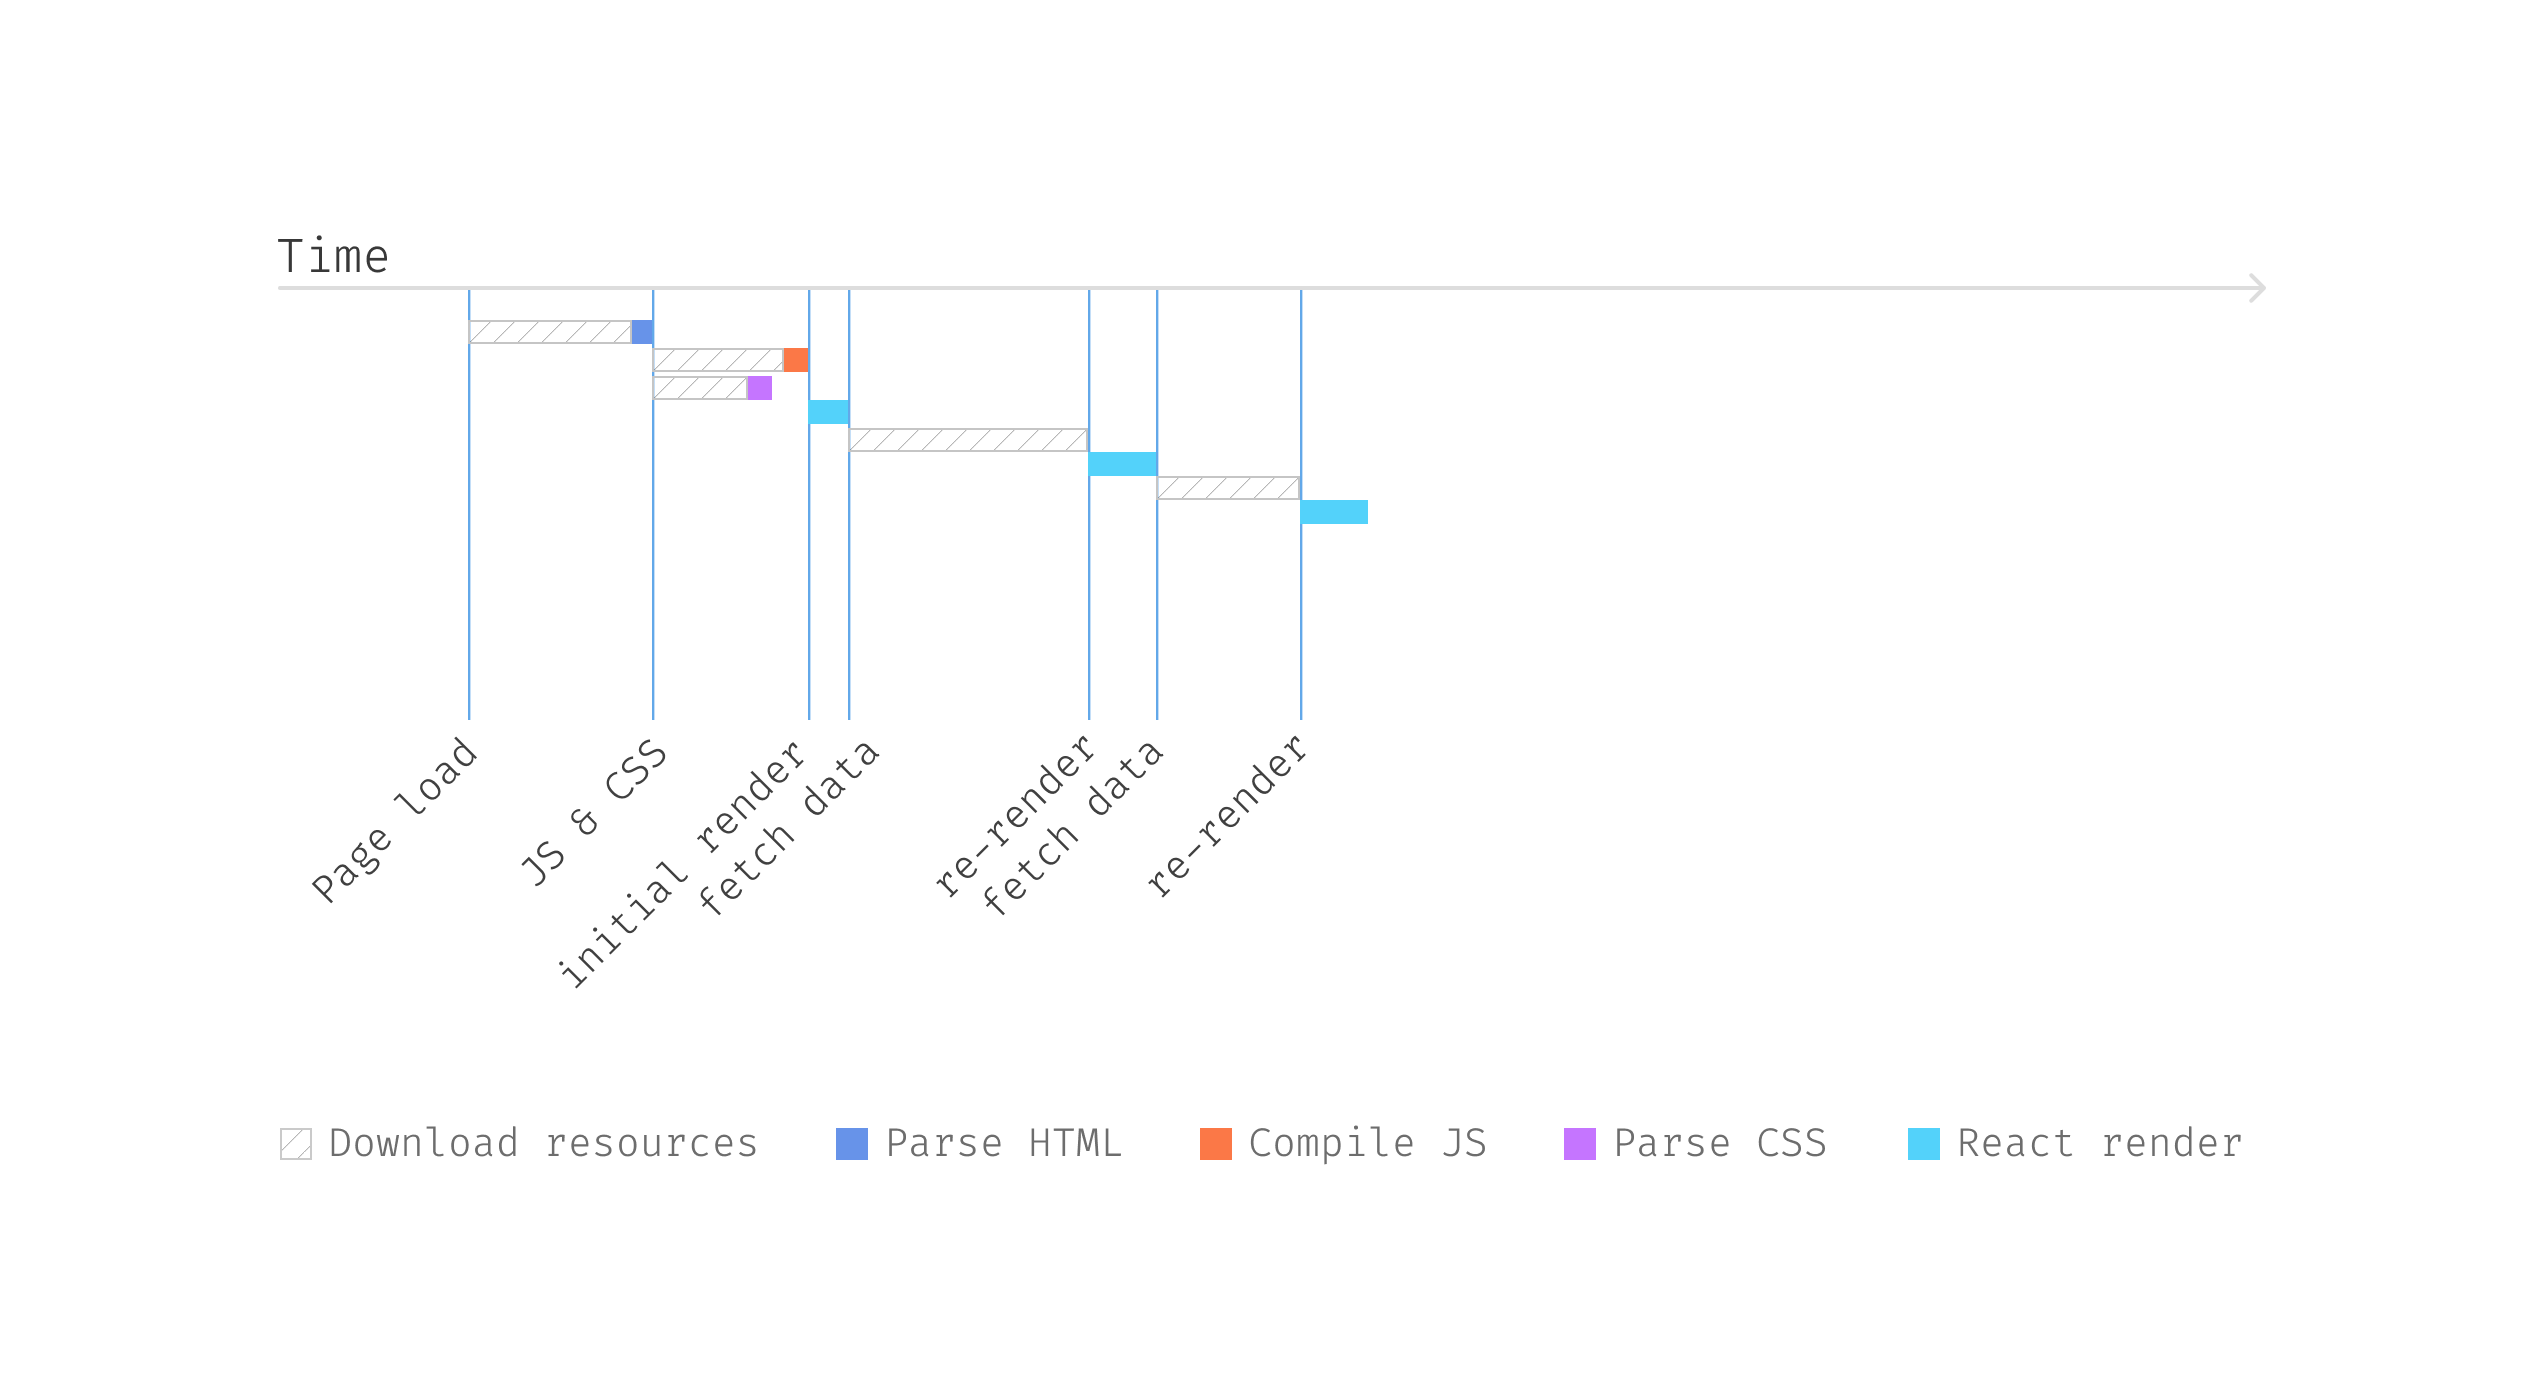 Time
Page load
JS & CSS
initial render
fetch data
re-render
fetch data
re-render
Download resources
Parse HTML
Compile JS
Parse CSS
React render